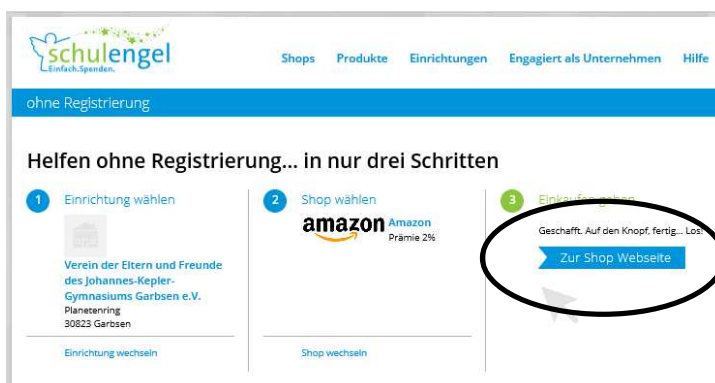 schulengel
Einfach.Spenden.
Shops Produkte Einrichtungen Engagiert als Unternehmen Hilfe
ohne Registrierung
Helfen ohne Registrierung... in nur drei Schritten
1 Einrichtung wählen
Verein der Eltern und Freunde
des Johannes-Kepler-
Gymnasiums Garbsen e.V.
Planetenring
30823 Garbsen
Einrichtung wechseln
2 Shop wählen
amazon Amazon
Prämie 2%
Shop wechseln
3 Einkaufen gehen
Geschafft. Auf den Knopf, fertig... Los!
Zur Shop Webseite